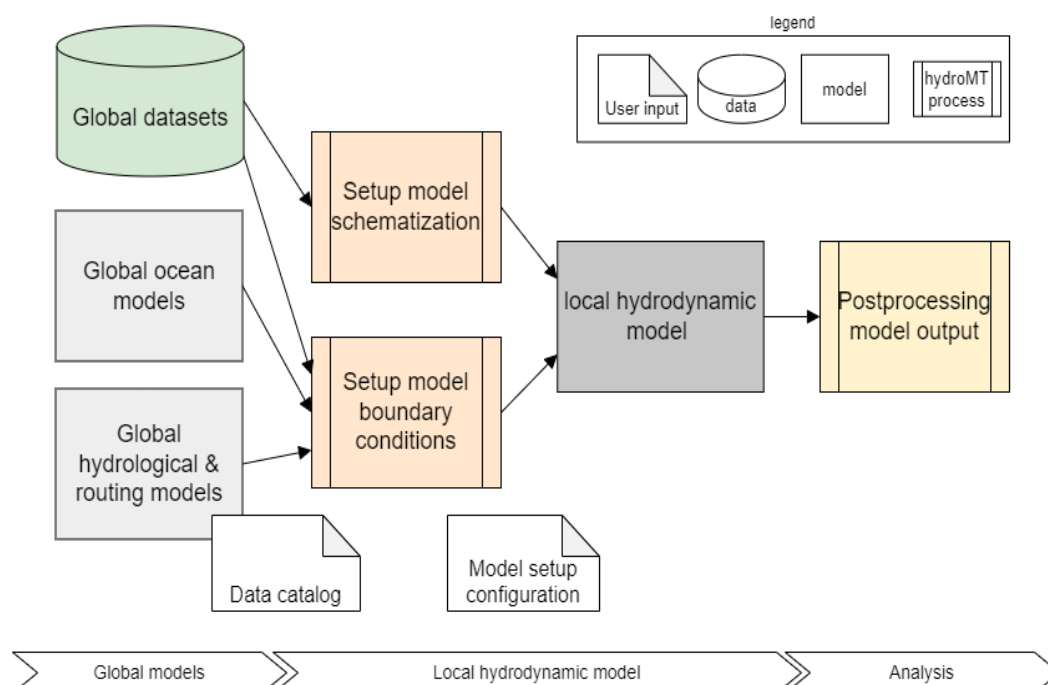 legend
User input
data
model
hydroMT
process
Global datasets
Setup model
schematization
Global ocean
models
local hydrodynamic
model
Postprocessing
model output
Setup model
boundary
conditions
Global
hydrological &
routing models
Data catalog
Model setup
configuration
Global models
Local hydrodynamic model
Analysis